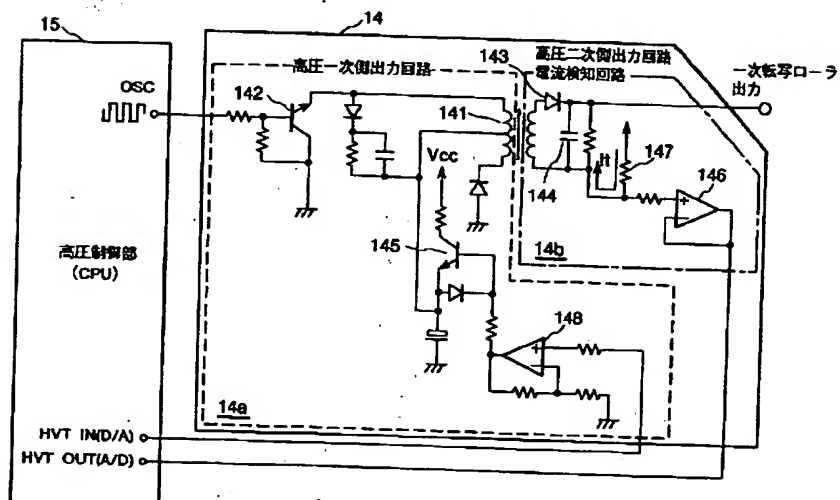 15
14
OSC
142
高圧一次側出力回路
143
高圧二次側出力回路
電流検知回路
一次転写ローラ
出力
141
Vcc
144
It
147
146
高圧制御部
(CPU)
145
14b
148
14a
HVT IN(D/A)
HVT OUT(A/D)